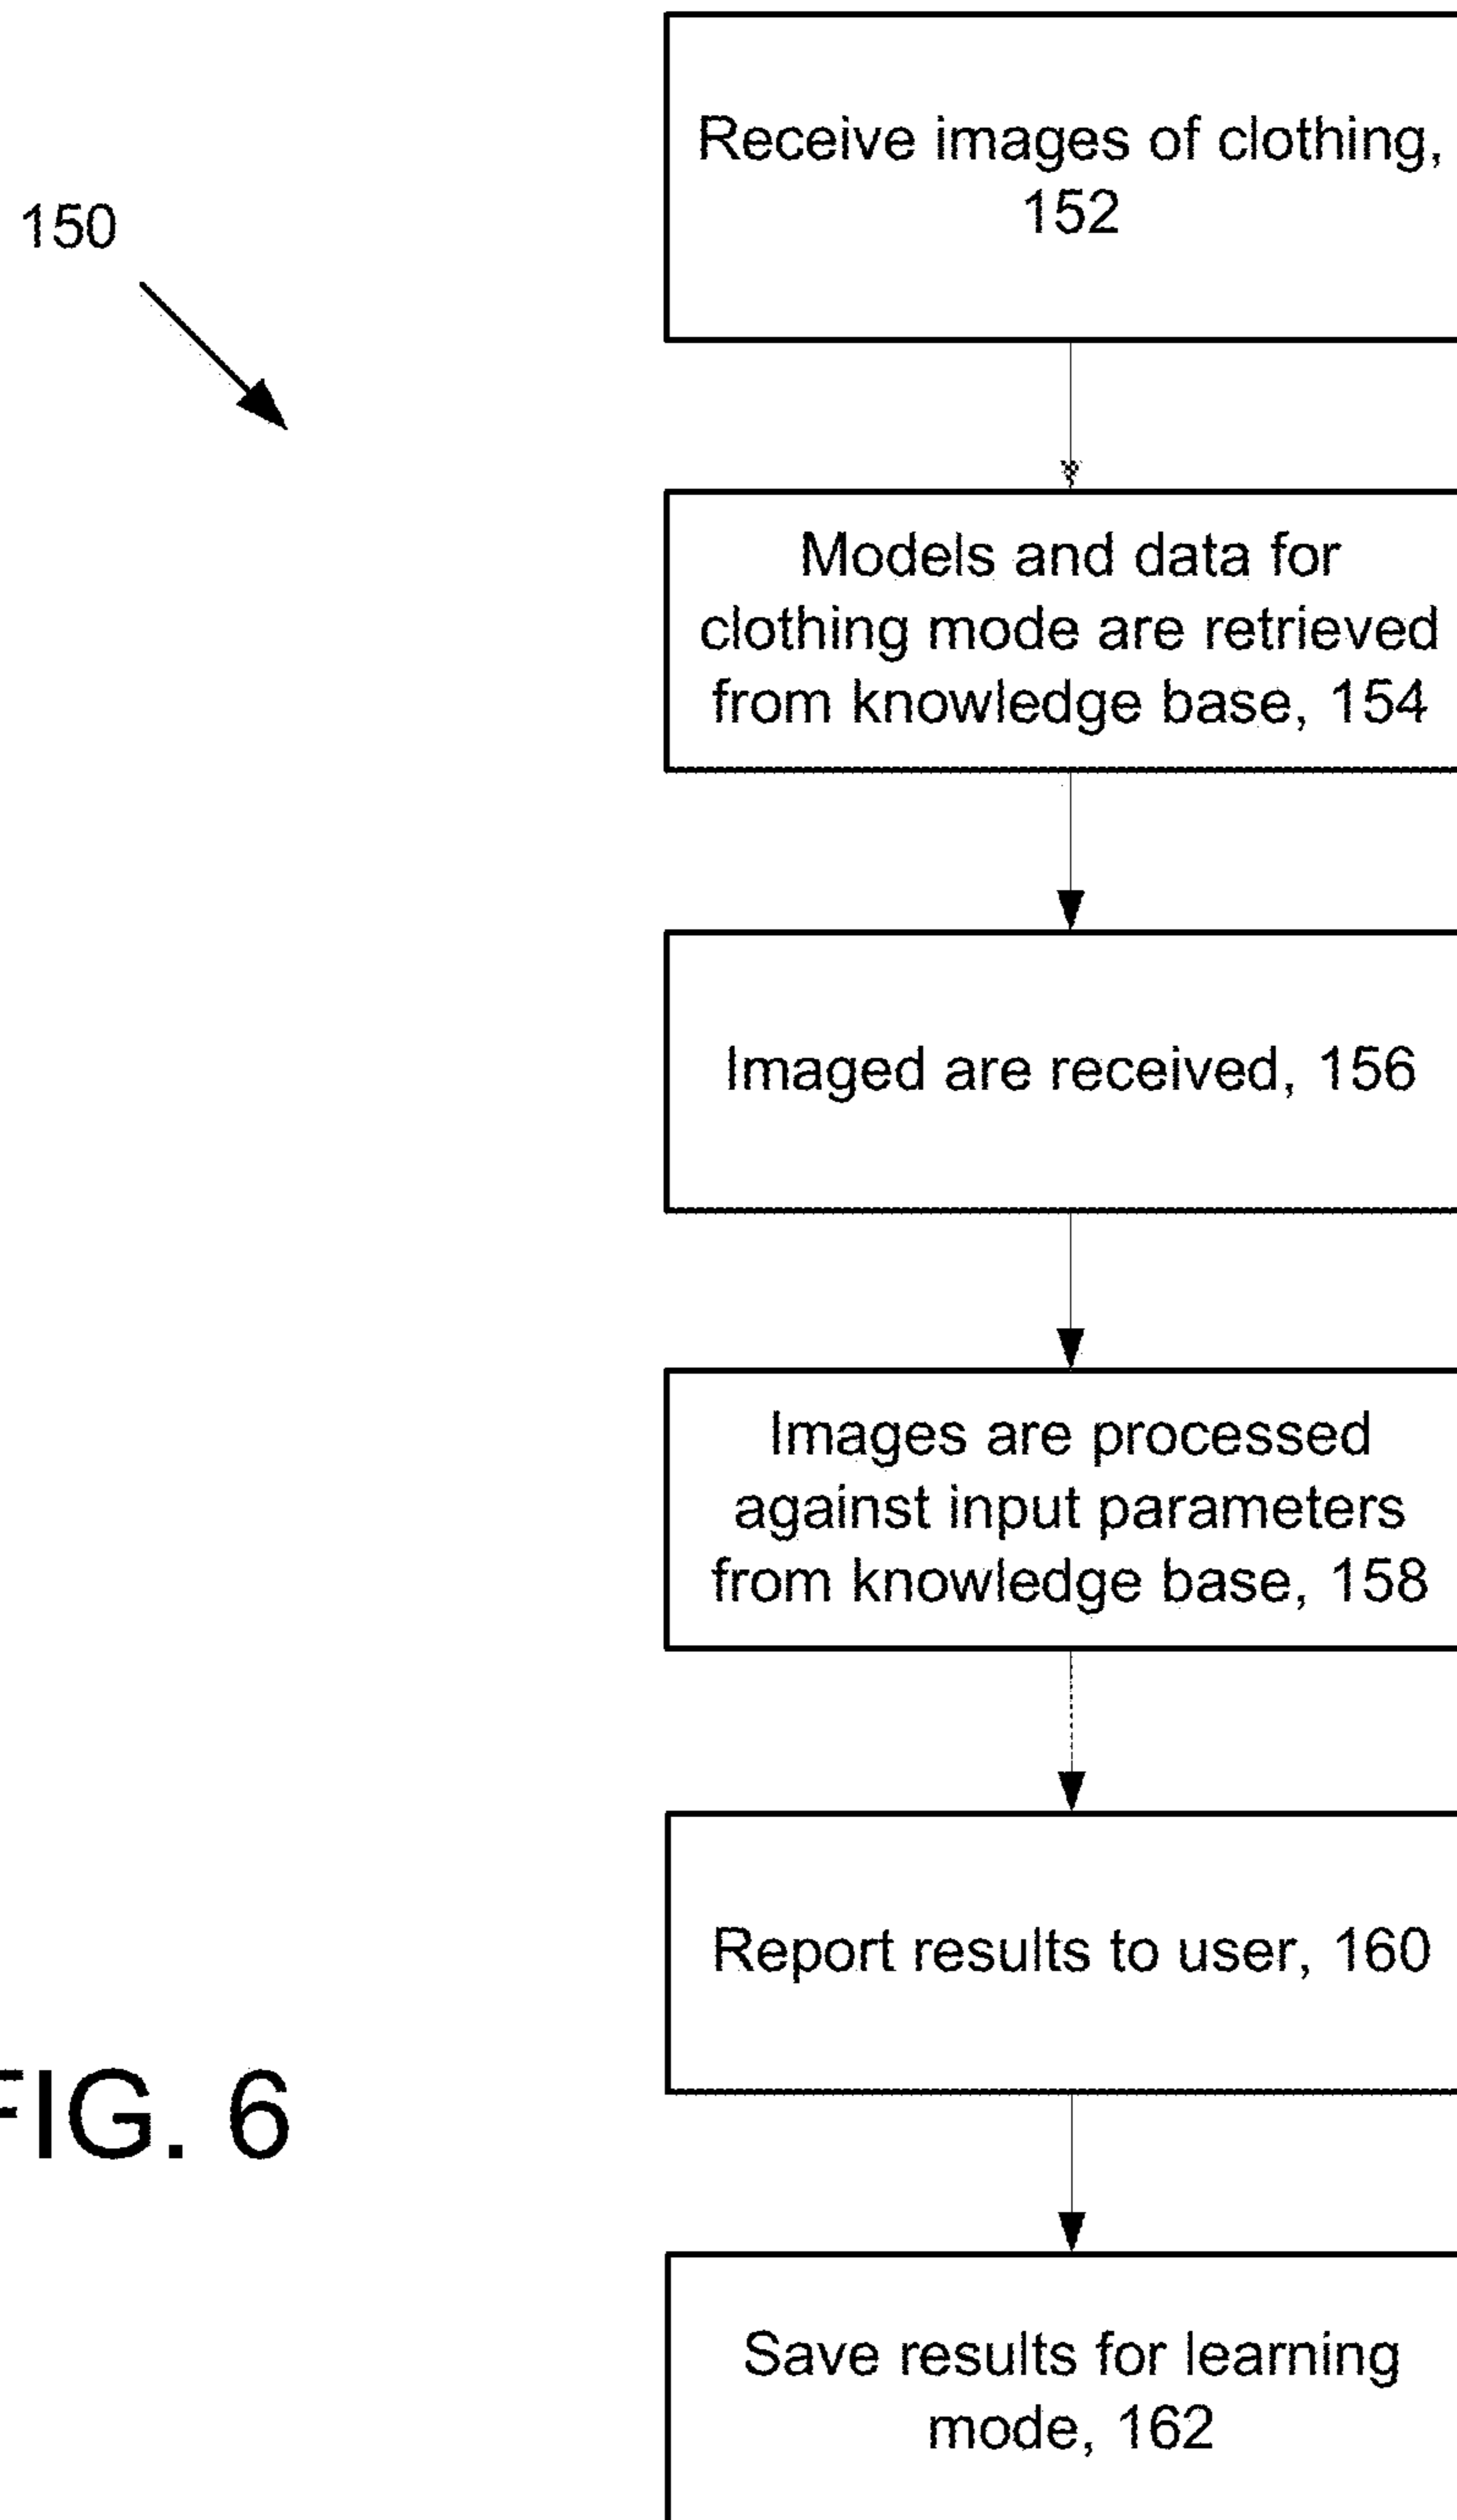 150
Receive images of clothing,
152
Models and data for
clothing mode are retrieved
from knowledge base, 154
Imaged are received, 156
Images are processed
against input parameters
from knowledge base, 158
Report results to user, 160
FIG. 6
Save results for learning
mode, 162